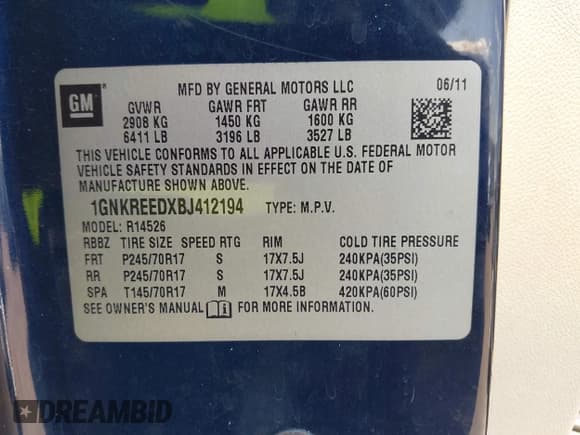 GM
MFD BY GENERAL MOTORS LLC 06/11
GVWR GAWR FRT GAWR RR
2908 KG 1450 KG 1600 KG
6411 LB 3196 LB 3527 LB
THIS VEHICLE CONFORMS TO ALL APPLICABLE U.S. FEDERAL MOTOR
VEHICLE SAFETY STANDARDS IN EFFECT ON THE DATE OF
MANUFACTURE SHOWN ABOVE.
1GNKREEDXBJ412194 TYPE: M.P.V.
MODEL: R14526
RBBZ TIRE SIZE SPEED RTG RIM COLD TIRE PRESSURE
FRT P245/70R17 S 17X7.5J 240KPA(35PSI)
RR P245/70R17 S 17X7.5J 240KPA(35PSI)
SPA T145/70R17 M 17X4.5B 420KPA(60PSI)
SEE OWNER'S MANUAL FOR MORE INFORMATION.
DREAMBID